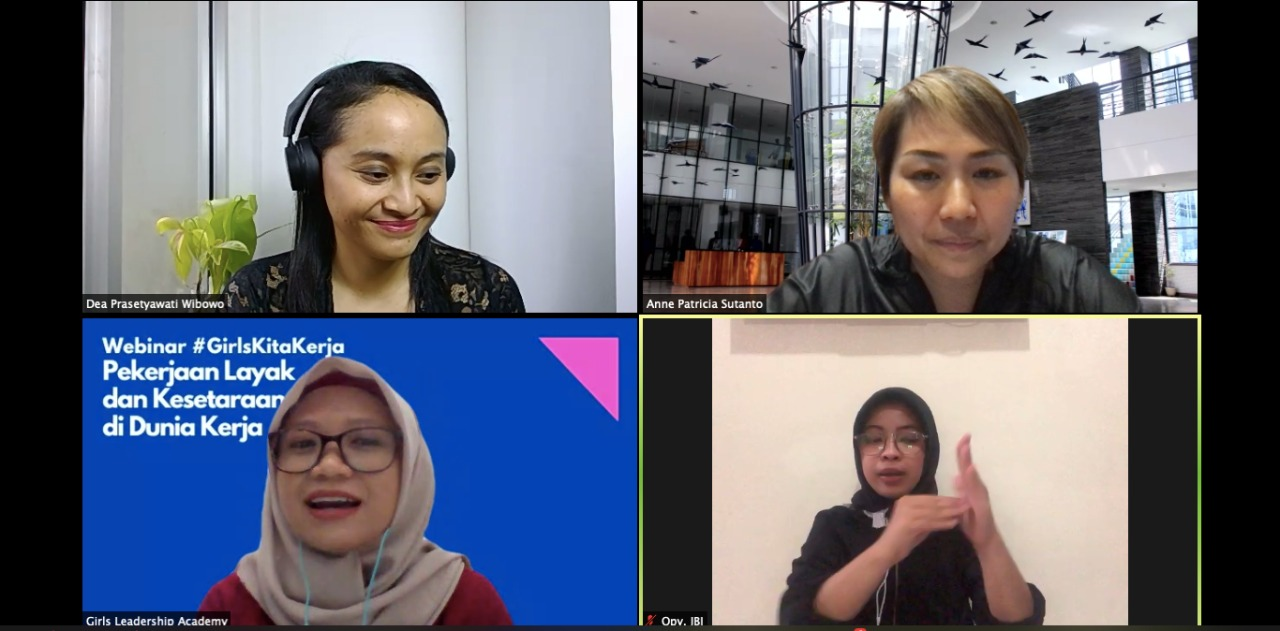 Dea Prasetyawati Wibowo
Anne Patricia Sutanto
Webinar #GirlsKitaKerja
Pekerjaan Layak
dan Kesetaraan
di Dunia Kerja
Girls Leadership Academy
Opy, JBI